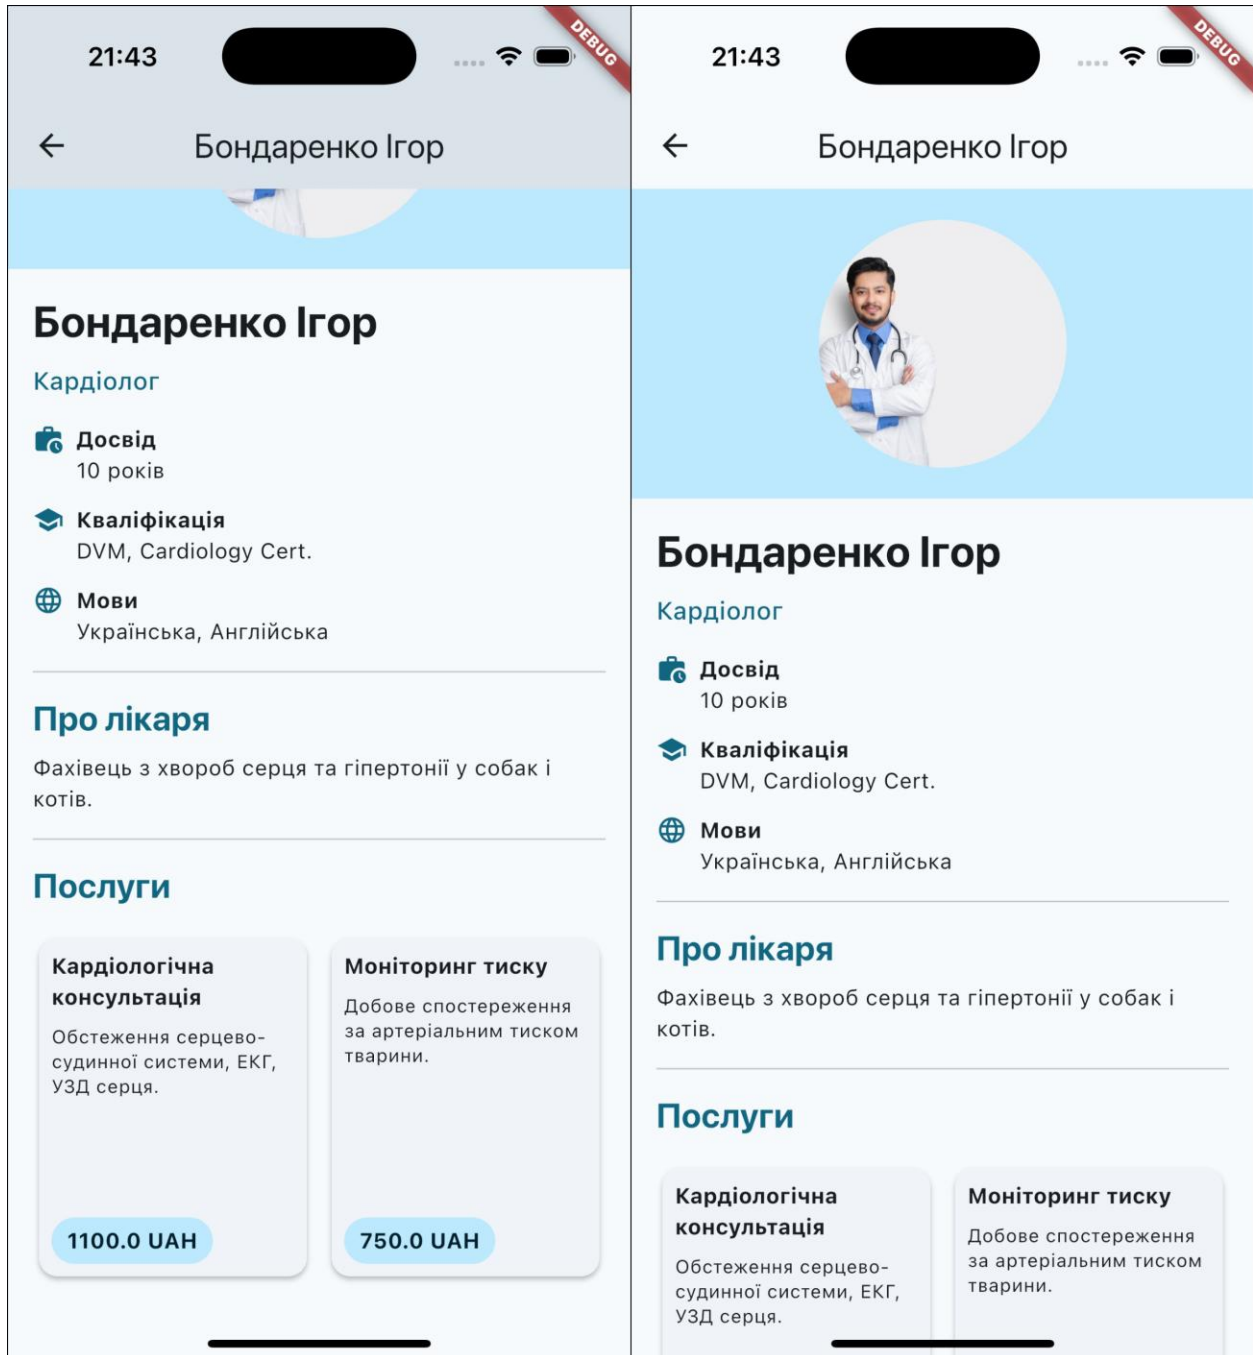 21:43
DEBUG
Бондаренко Ігор
Бондаренко Ігор
Кардіолог
Досвід
10 років
Кваліфікація
DVM, Cardiology Cert.
Мови
Українська, Англійська
Про лікаря
Фахівець з хвороб серця та гіпертонії у собак і
котів.
Послуги
Кардіологічна
консультація
Обстеження серцево-
судинної системи, ЕКГ,
УЗД серця.
1100.0 UAH
Моніторинг тиску
Добове спостереження
за артеріальним тиском
тварини.
750.0 UAH
21:43
DEBUG
Бондаренко Ігор
Бондаренко Ігор
Кардіолог
Досвід
10 років
Кваліфікація
DVM, Cardiology Cert.
Мови
Українська, Англійська
Про лікаря
Фахівець з хвороб серця та гіпертонії у собак і
котів.
Послуги
Кардіологічна
консультація
Обстеження серцево-
судинної системи, ЕКГ,
УЗД серця.
Моніторинг тиску
Добове спостереження
за артеріальним тиском
тварини.